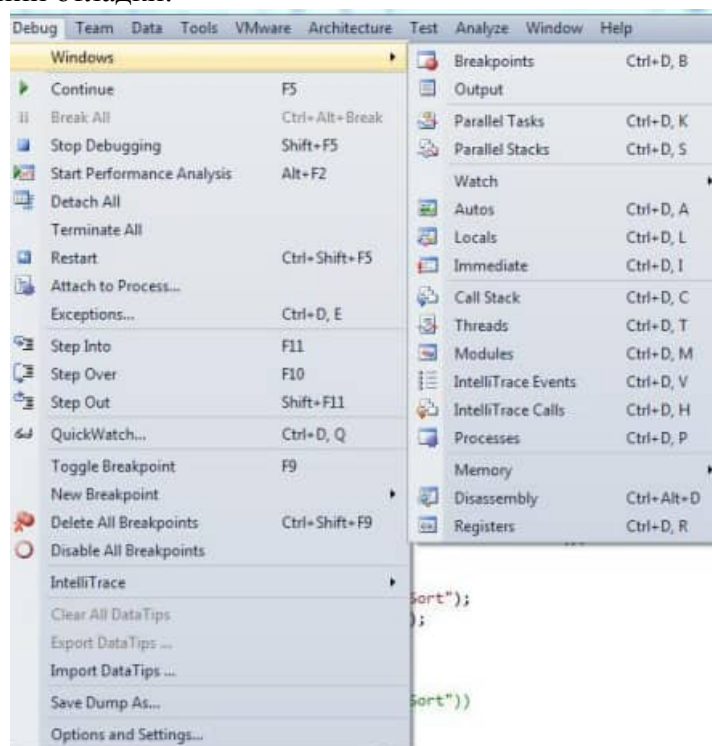 Debug Team Data Tools VMware Architecture Test Analyze Window Help
Windows
Continue F5
Break All Ctrl+Alt+Break
Stop Debugging Shift+F5
Start Performance Analysis Alt+F2
Detach All
Terminate All
Restart Ctrl+Shift+F5
Attach to Process...
Exceptions... Ctrl+D, E
Step Into F11
Step Over F10
Step Out Shift+F11
QuickWatch... Ctrl+D, Q
Toggle Breakpoint F9
New Breakpoint
Delete All Breakpoints Ctrl+Shift+F9
Disable All Breakpoints
IntelliTrace
Clear All DataTips
Export DataTips ...
Import DataTips ...
Save Dump As...
Options and Settings...
Breakpoints Ctrl+D, B
Output
Parallel Tasks Ctrl+D, K
Parallel Stacks Ctrl+D, S
Watch
Autos Ctrl+D, A
Locals Ctrl+D, L
Immediate Ctrl+D, I
Call Stack Ctrl+D, C
Threads Ctrl+D, T
Modules Ctrl+D, M
IntelliTrace Events Ctrl+D, V
IntelliTrace Calls Ctrl+D, H
Processes Ctrl+D, P
Memory
Disassembly Ctrl+Alt+D
Registers Ctrl+D, R
Sort");
);
Sort"))